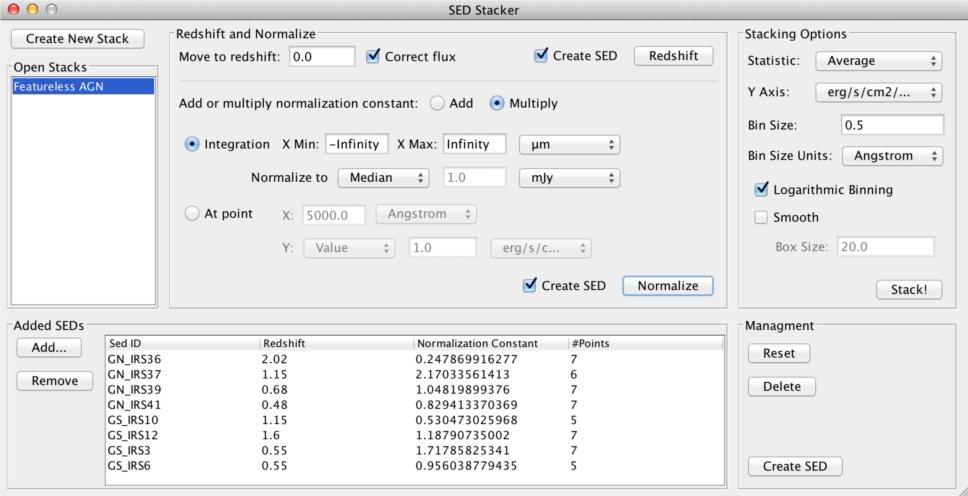 SED Stacker
Create New Stack
Open Stacks
Featureless AGN
Redshift and Normalize
Move to redshift: 0.0 Correct flux Create SED Redshift
Add or multiply normalization constant: Add Multiply
Integration X Min: -Infinity X Max: Infinity µm
Normalize to Median 1.0 mJy
At point X: 5000.0 Angstrom
Y: Value 1.0 erg/s/c...
Create SED Normalize
Stacking Options
Statistic: Average
Y Axis: erg/s/cm2/...
Bin Size: 0.5
Bin Size Units: Angstrom
Logarithmic Binning
Smooth
Box Size: 20.0
Stack!
Added SEDs
Add...
Remove
Sed ID Redshift Normalization Constant #Points
GN_IRS36 2.02 0.247869916277 7
GN_IRS37 1.15 2.17033561413 6
GN_IRS39 0.68 1.04819899376 7
GN_IRS41 0.48 0.829413370369 7
GS_IRS10 1.15 0.530473025968 5
GS_IRS12 1.6 1.18790735002 7
GS_IRS3 0.55 1.71785825341 7
GS_IRS6 0.55 0.956038779435 5
Managment
Reset
Delete
Create SED